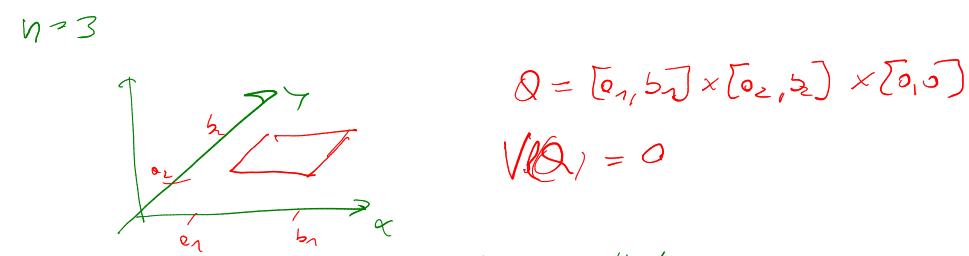 n = 3
Q = [a₁, b₁] × [a₂, b₂] × [0, 0]
V(Q) = 0
y
b₂
a₂
x
a₁
b₁